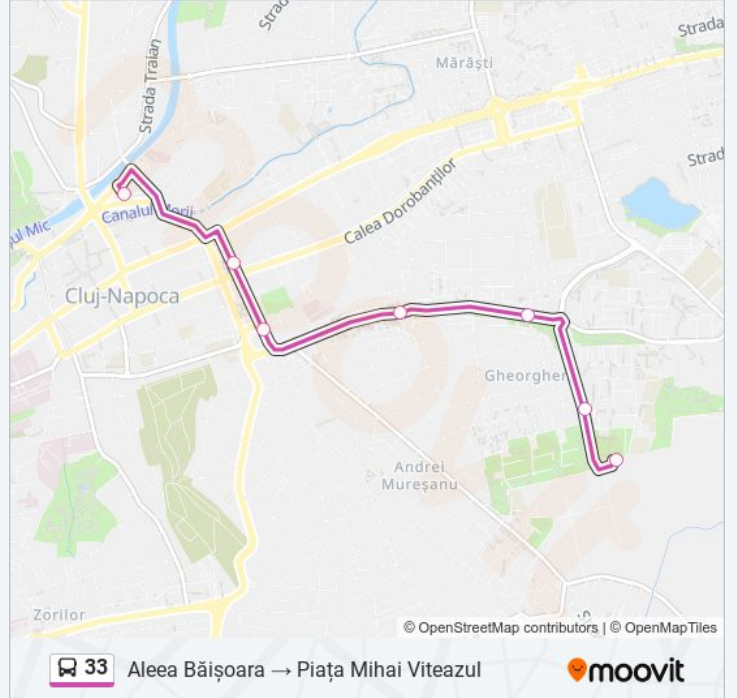 Strada
Strada
Mărăști
Strada Traian
Strad
Calea Dorobanților
Canalul Morii
ul Mic
Cluj-Napoca
Gheorgher
Andrei
Mureșanu
Zorilor
© OpenStreetMap contributors | © OpenMapTiles
33 Aleea Băișoara → Piața Mihai Viteazul moovit